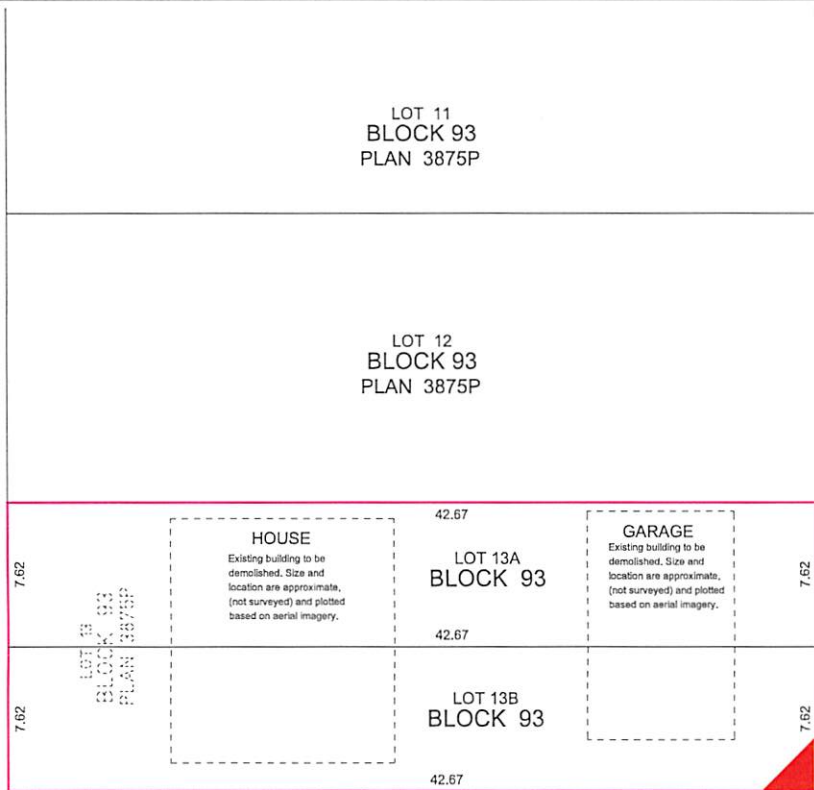 LOT 11
BLOCK 93
PLAN 3875P
LOT 12
BLOCK 93
PLAN 3875P
42.67
HOUSE
Existing building to be
demolished. Size and
location are approximate,
(not surveyed) and plotted
based on aerial imagery.
LOT 13A
BLOCK 93
GARAGE
Existing building to be
demolished. Size and
location are approximate,
(not surveyed) and plotted
based on aerial imagery.
7.62
7.62
42.67
LOT 13
BLOCK 93
PLAN 3875P
LOT 13B
BLOCK 93
7.62
7.62
42.67